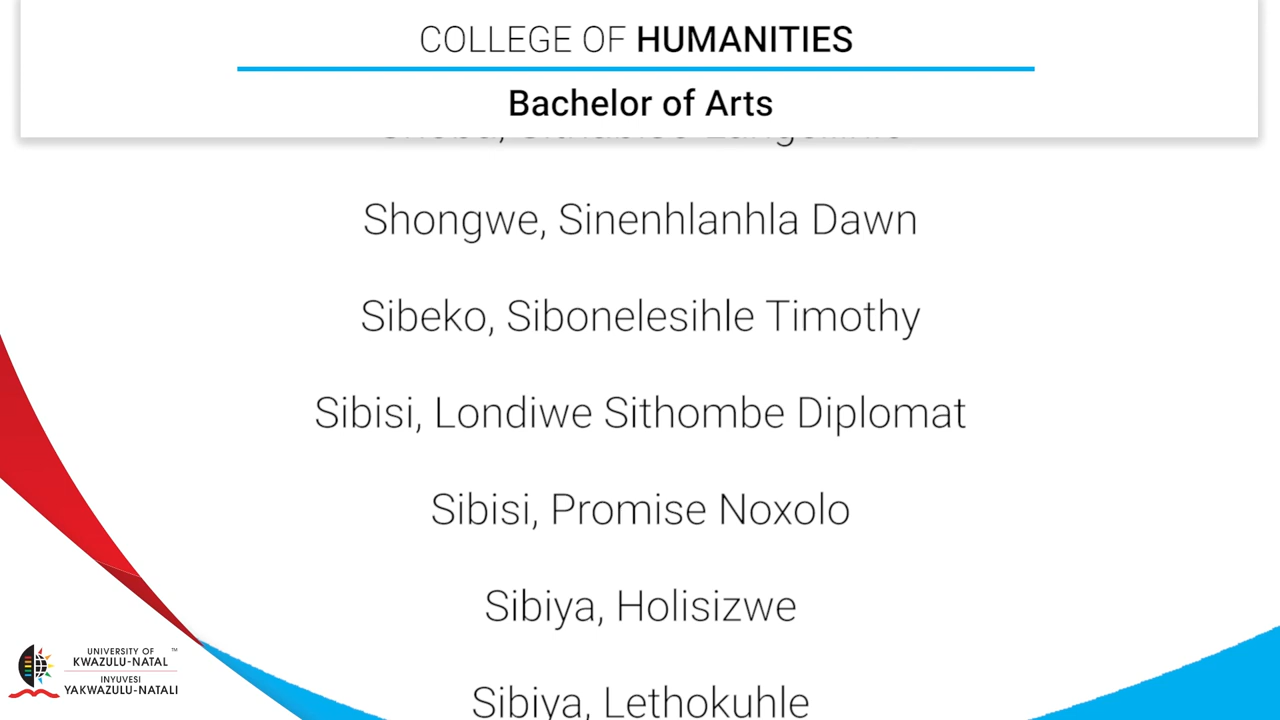 COLLEGE OF HUMANITIES
Bachelor of Arts
Shongwe, Sinenhlanhla Dawn
Sibeko, Sibonelesihle Timothy
Sibisi, Londiwe Sithombe Diplomat
Sibisi, Promise Noxolo
Sibiya, Holisizwe
Sibiya, Lethokuhle
UNIVERSITY OF ™
KWAZULU-NATAL
INYUVESI
YAKWAZULU-NATALI